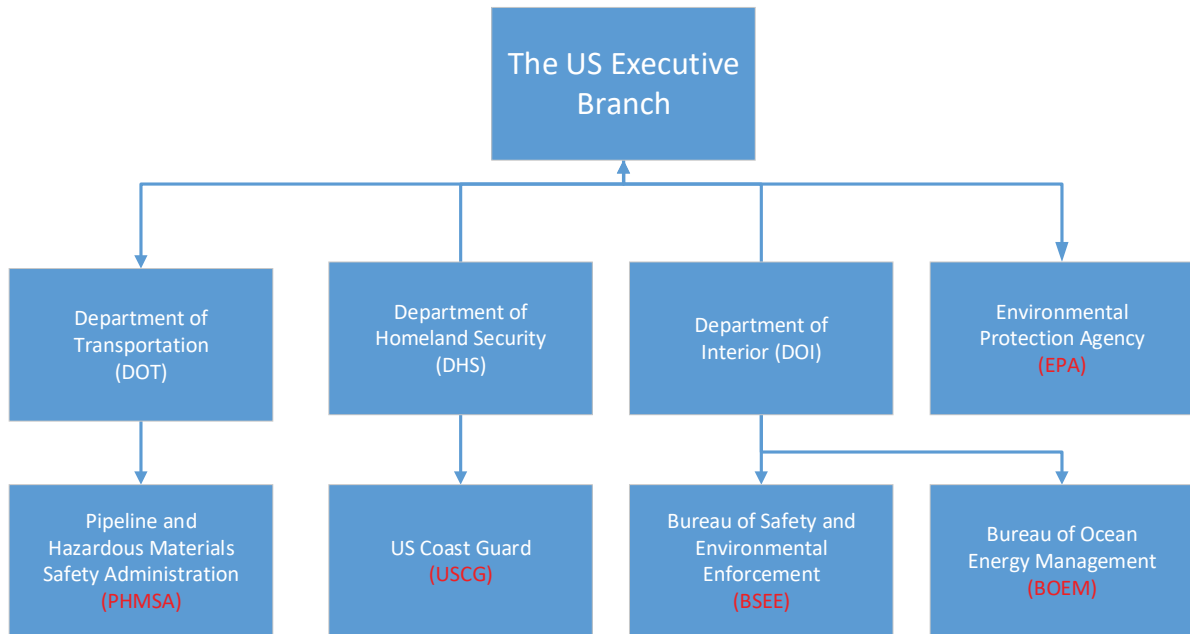 The US Executive
Branch
Department of
Transportation
(DOT)
Department of
Homeland Security
(DHS)
Department of
Interior (DOI)
Environmental
Protection Agency
(EPA)
Pipeline and
Hazardous Materials
Safety Administration
(PHMSA)
US Coast Guard
(USCG)
Bureau of Safety and
Environmental
Enforcement
(BSEE)
Bureau of Ocean
Energy Management
(BOEM)